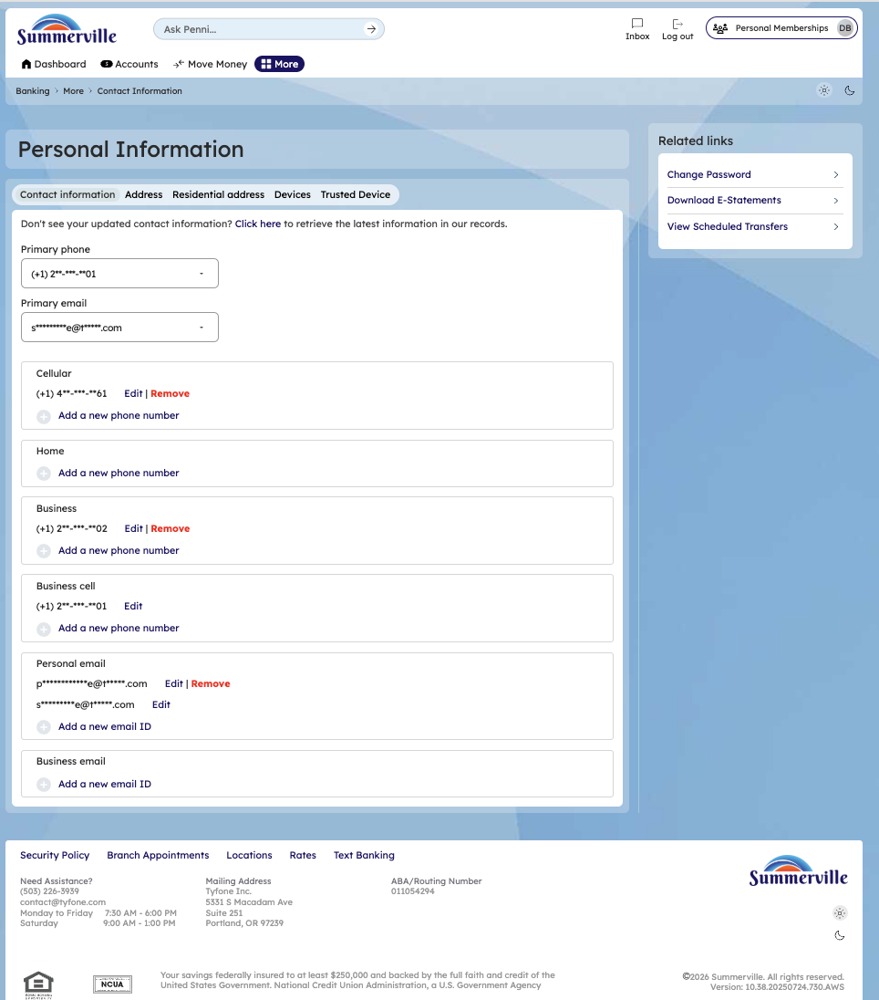 Summerville
Ask Penni...
Inbox
Log out
Personal Memberships
DB
Dashboard
Accounts
Move Money
More
Banking › More › Contact Information
Personal Information
Contact information
Address
Residential address
Devices
Trusted Device
Don't see your updated contact information? Click here to retrieve the latest information in our records.
Primary phone
(+1) 2**-***-**01
Primary email
s*********e@t*****.com
Cellular
(+1) 4**-***-**61 Edit | Remove
Add a new phone number
Home
Add a new phone number
Business
(+1) 2**-***-**02 Edit | Remove
Add a new phone number
Business cell
(+1) 2**-***-**01 Edit
Add a new phone number
Personal email
p************e@t*****.com Edit | Remove
s*********e@t*****.com Edit
Add a new email ID
Business email
Add a new email ID
Related links
Change Password
Download E-Statements
View Scheduled Transfers
Security Policy
Branch Appointments
Locations
Rates
Text Banking
Need Assistance?
(503) 226-3939
contact@tyfone.com
Monday to Friday 7:30 AM - 6:00 PM
Saturday 9:00 AM - 1:00 PM
Mailing Address
Tyfone Inc.
5331 S Macadam Ave
Suite 251
Portland, OR 97239
ABA/Routing Number
011054294
Summerville
NCUA
Your savings federally insured to at least $250,000 and backed by the full faith and credit of the
United States Government. National Credit Union Administration, a U.S. Government Agency
©2026 Summerville. All rights reserved.
Version: 10.38.20250724.730.AWS